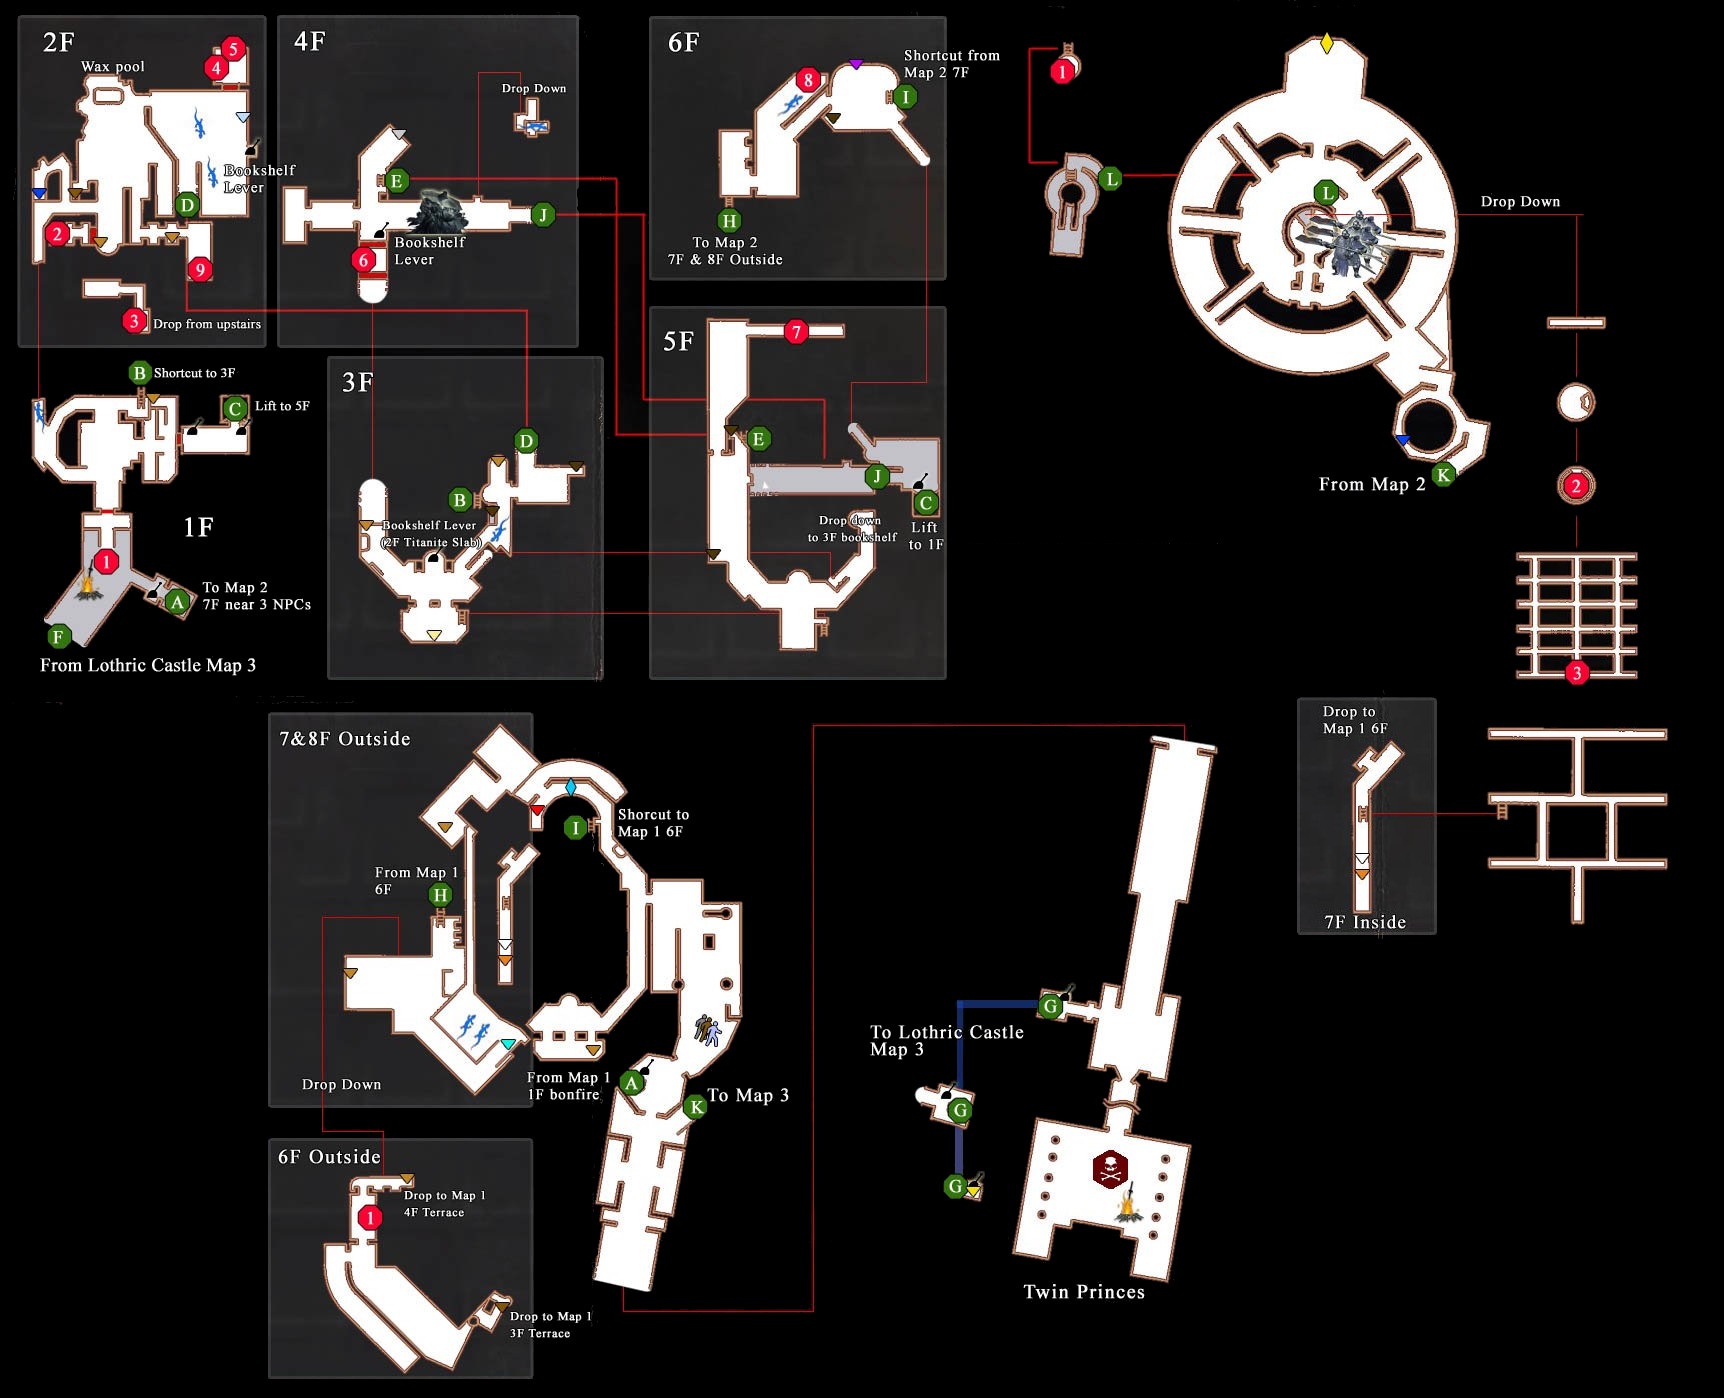 2F
Wax pool
5
4
Bookshelf
Lever
D
2
9
3
Drop from upstairs
4F
Drop Down
E
J
Bookshelf
Lever
6
6F
Shortcut from
Map 2 7F
8
I
H
To Map 2
7F & 8F Outside
1
L
L
Drop Down
From Map 2
K
2
3
B
Shortcut to 3F
C
Lift to 5F
1F
1
To Map 2
7F near 3 NPCs
A
F
From Lothric Castle Map 3
3F
D
B
Bookshelf Lever
(2F Titanite Slab)
5F
7
E
J
C
Drop down
to 3F bookshelf
Lift
to 1F
7&8F Outside
Shorcut to
Map 1 6F
I
From Map 1
6F
H
Drop Down
From Map 1
1F bonfire
A
K
To Map 3
6F Outside
Drop to Map 1
4F Terrace
1
Drop to Map 1
3F Terrace
G
To Lothric Castle
Map 3
G
G
Twin Princes
Drop to
Map 1 6F
7F Inside